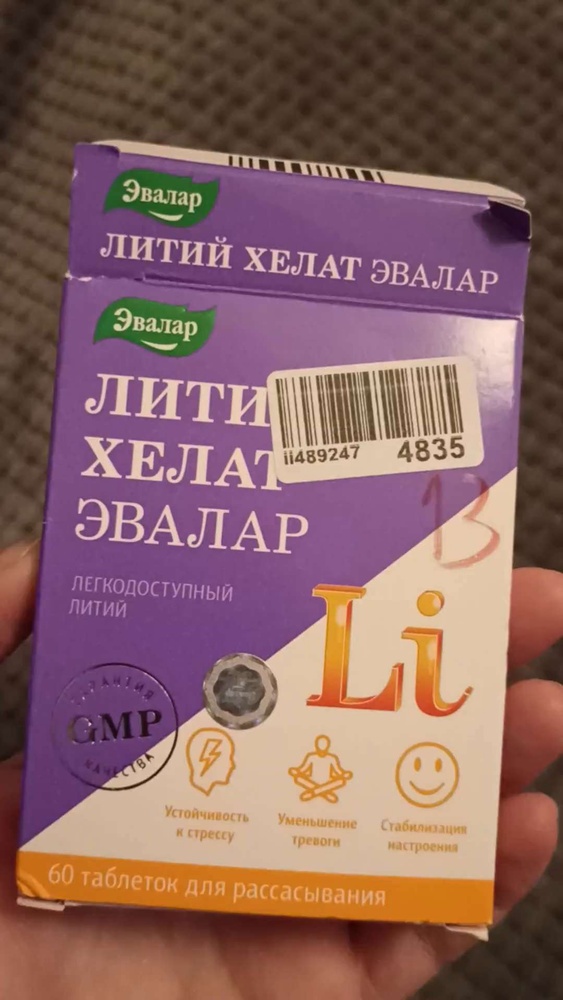 Эвалар
ЛИТИЙ ХЕЛАТ ЭВАЛАР
Эвалар
ЛИТИ
ii489247 4835
ХЕЛАТ
13
ЭВАЛАР
ЛЕГКОДОСТУПНЫЙ
ЛИТИЙ
Li
ГАРАНТИЯ
GMP
КАЧЕСТВА
Устойчивость
к стрессу
Уменьшение
тревоги
Стабилизация
настроения
60 таблеток для рассасывания